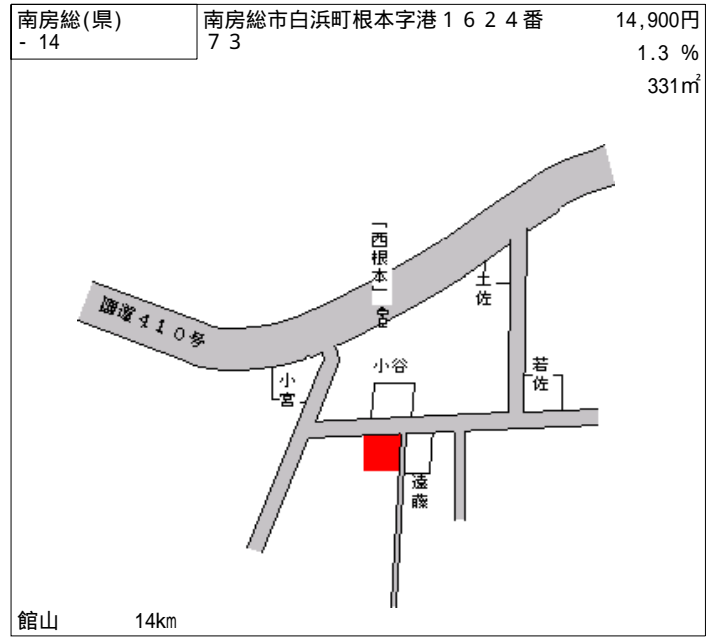 南房総(県)
- 14
南房総市白浜町根本字港１６２４番
７３
14,900円
1.3 %
331㎡
「西根本」
土佐
国道４１０号
小谷
若佐
小宮
遠藤
館山 14km